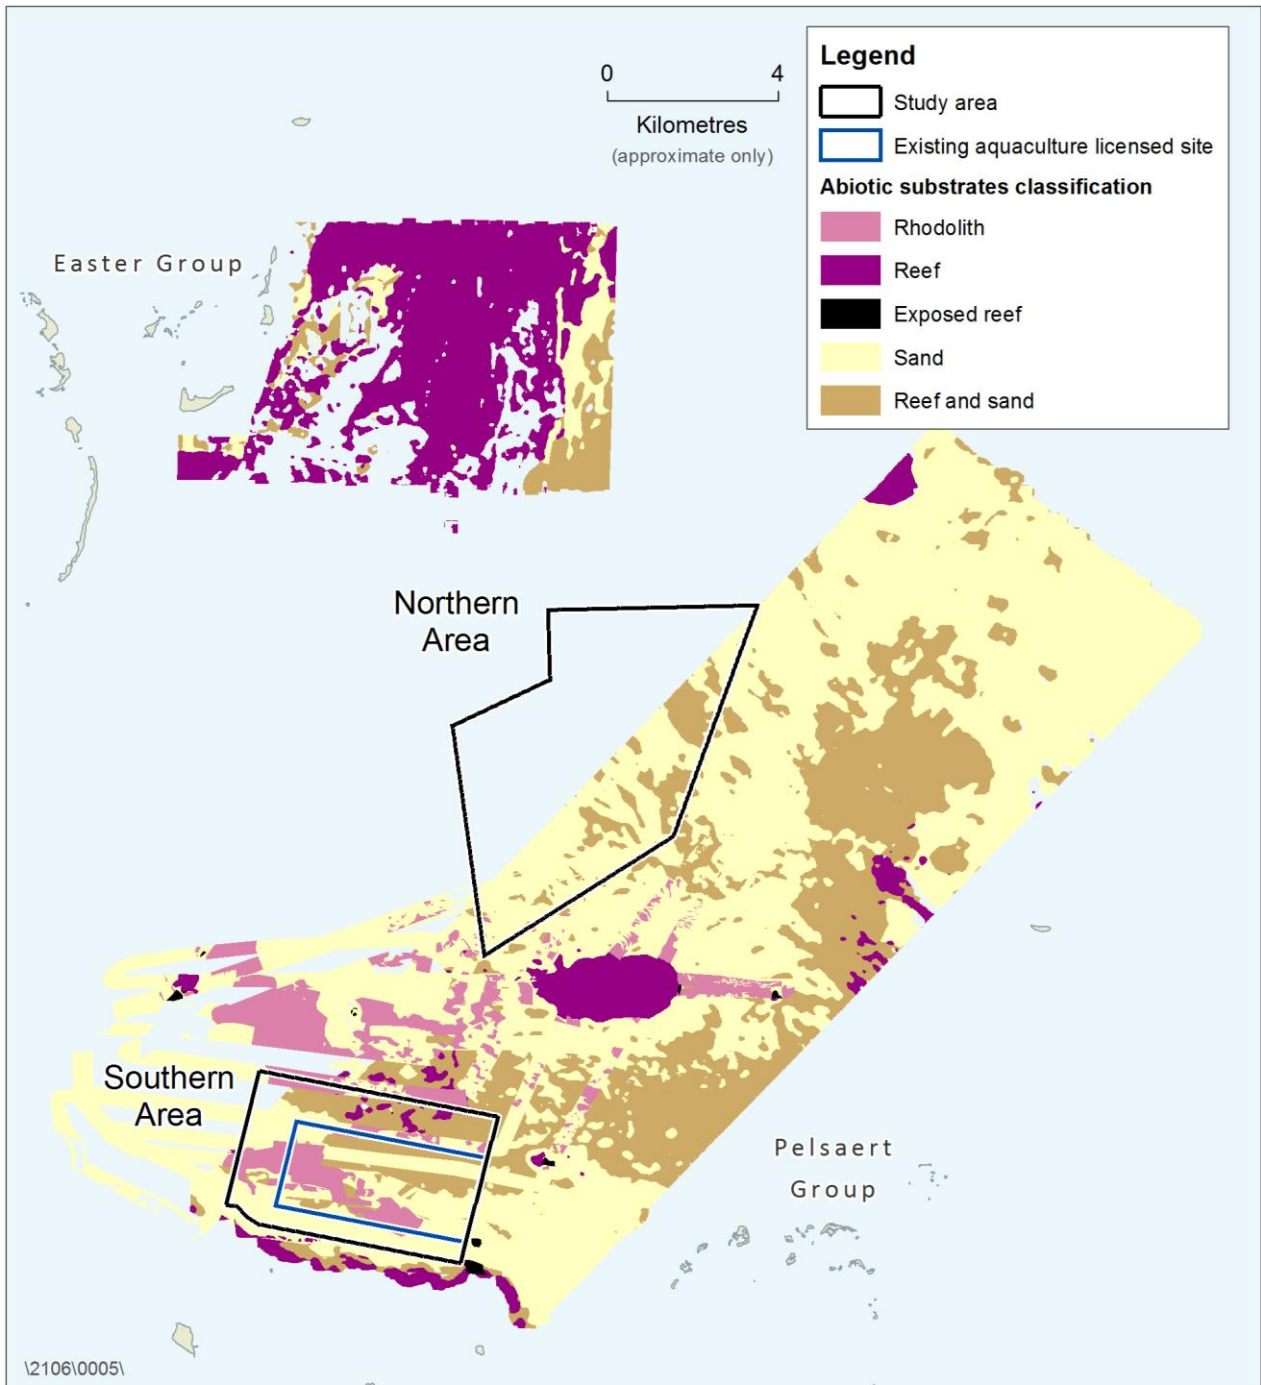 0 4
Kilometres
(approximate only)
Legend
Study area
Existing aquaculture licensed site
Abiotic substrates classification
Rhodolith
Reef
Exposed reef
Sand
Reef and sand
Easter Group
Northern
Area
Southern
Area
Pelsaert
Group
\2106\0005\